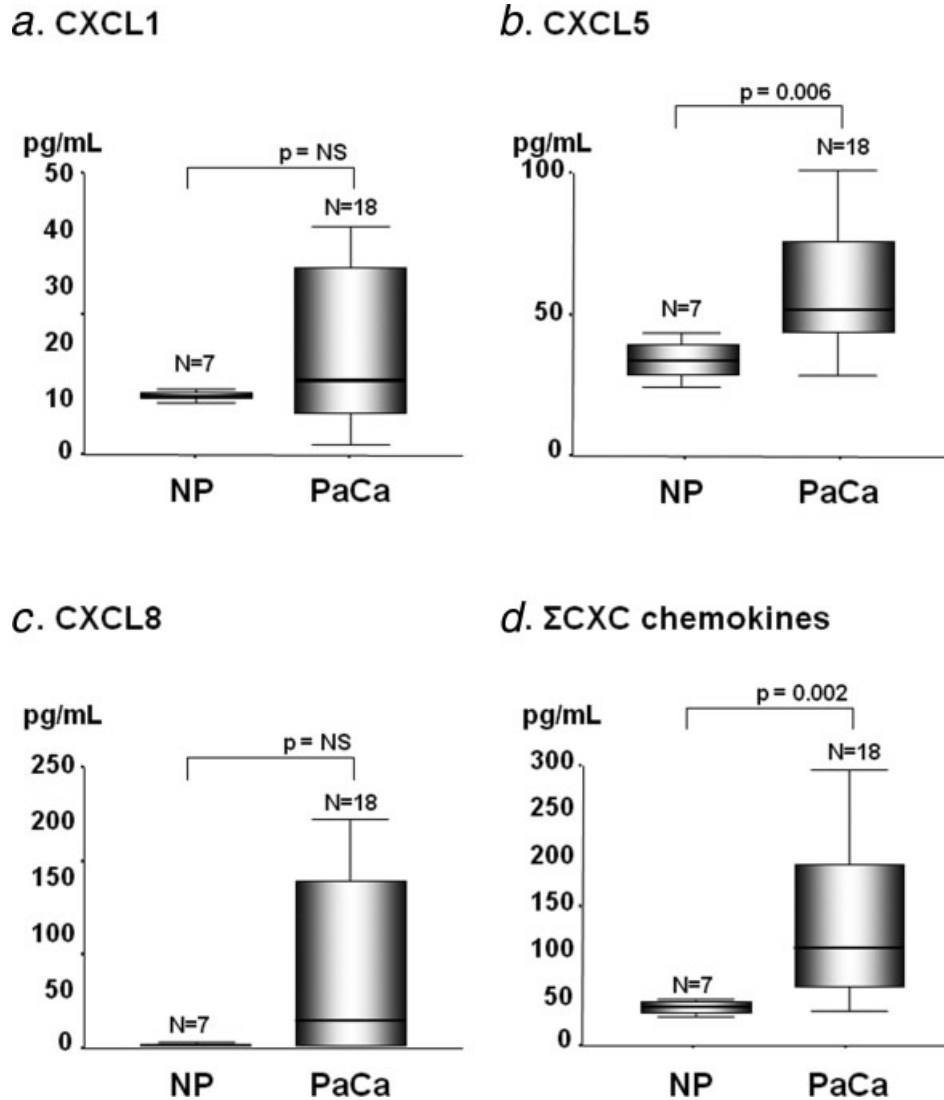 a. CXCL1
p = NS
pg/mL
50
N=18
40
30
20
N=7
10
0
NP PaCa
b. CXCL5
p = 0.006
pg/mL
N=18
100
N=7
50
0
NP PaCa
c. CXCL8
pg/mL
p = NS
250
N=18
200
150
100
50
N=7
0
NP PaCa
d. ΣCXC chemokines
p = 0.002
pg/mL
N=18
300
250
200
150
100
N=7
50
0
NP PaCa